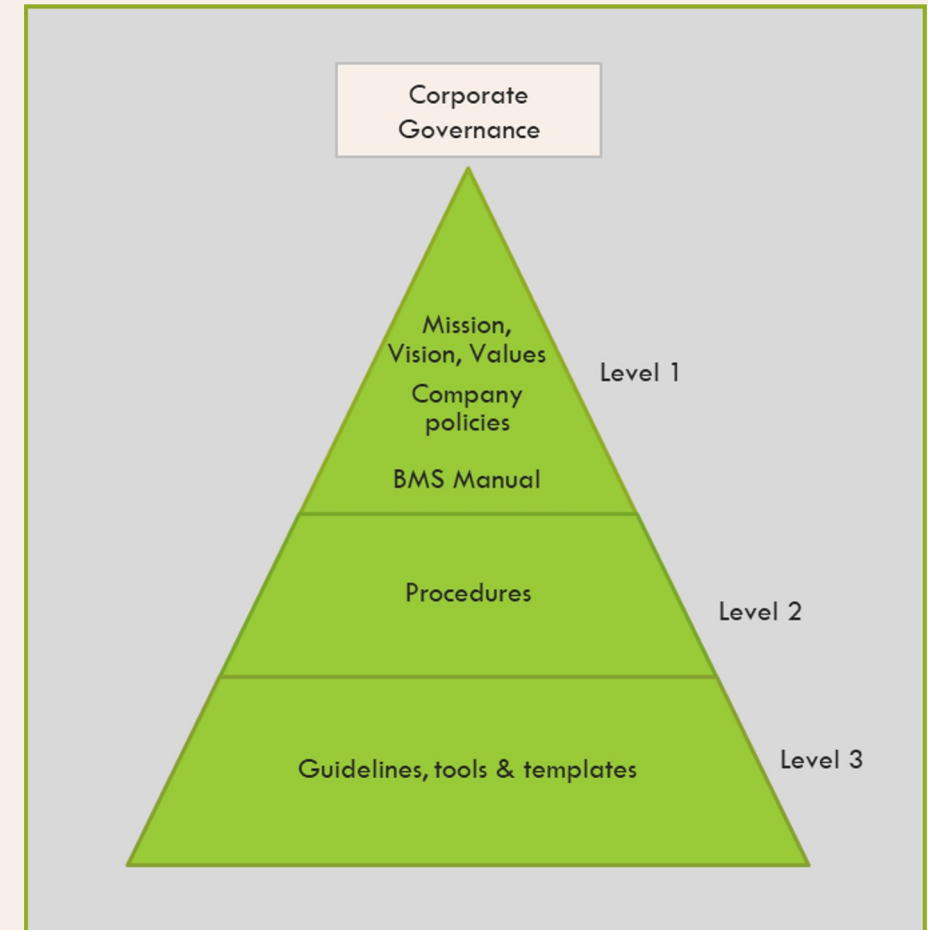 Corporate
Governance
Mission,
Vision, Values
Level 1
Company
policies
BMS Manual
Procedures
Level 2
Level 3
Guidelines, tools & templates